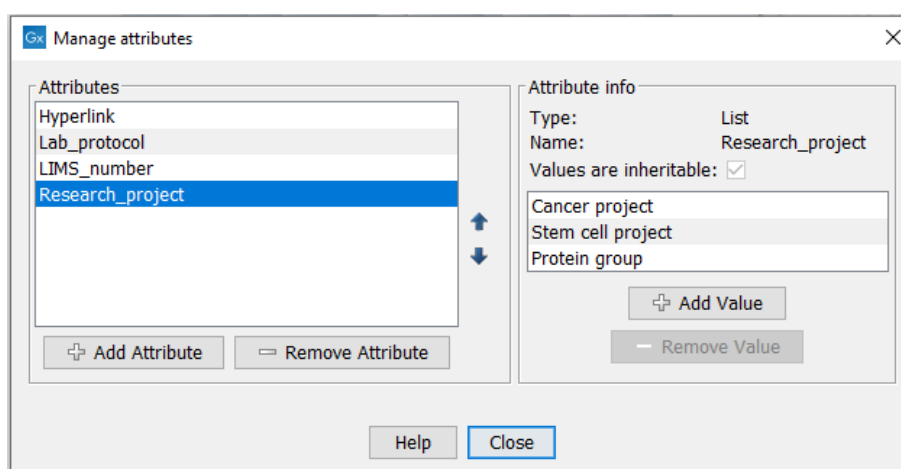 Gx Manage attributes
Attributes
Hyperlink
Lab_protocol
LIMS_number
Research_project
Add Attribute
Remove Attribute
Attribute info
Type: List
Name: Research_project
Values are inheritable:
Cancer project
Stem cell project
Protein group
Add Value
Remove Value
Help
Close